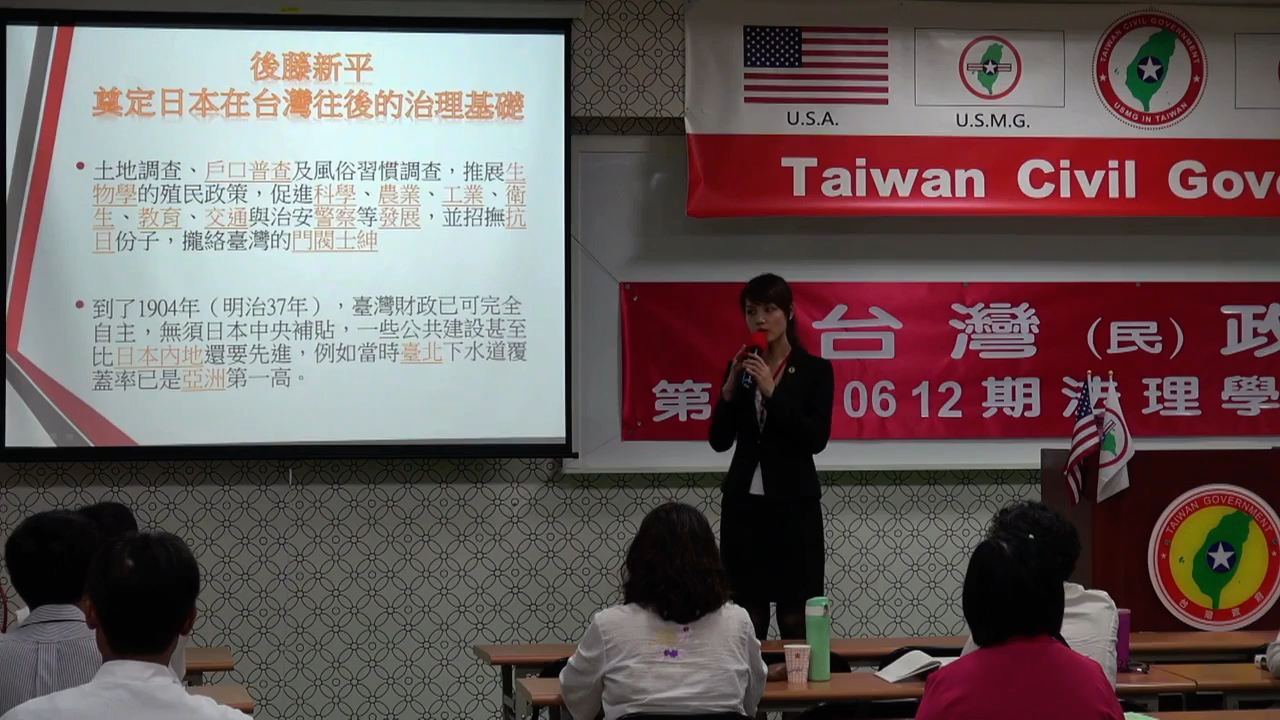 後藤新平
奠定日本在台灣往後的治理基礎
土地調查、戶口普查及風俗習慣調查，推展生
物學的殖民政策，促進科學、農業、工業、衛
生、教育、交通與治安警察等發展，並招撫抗
日份子，攏絡臺灣的門閥士紳
到了1904年（明治37年），臺灣財政已可完全
自主，無須日本中央補貼，一些公共建設甚至
比日本內地還要先進，例如當時臺北下水道覆
蓋率已是亞洲第一高。
U.S.A.
U.S.M.G.
TAIWAN CIVIL GOVERNMENT
USMG IN TAIWAN
Taiwan Civil Gove
台灣（民）政
第 06 12 期法理學
TAIWAN GOVERNMENT
台灣政府